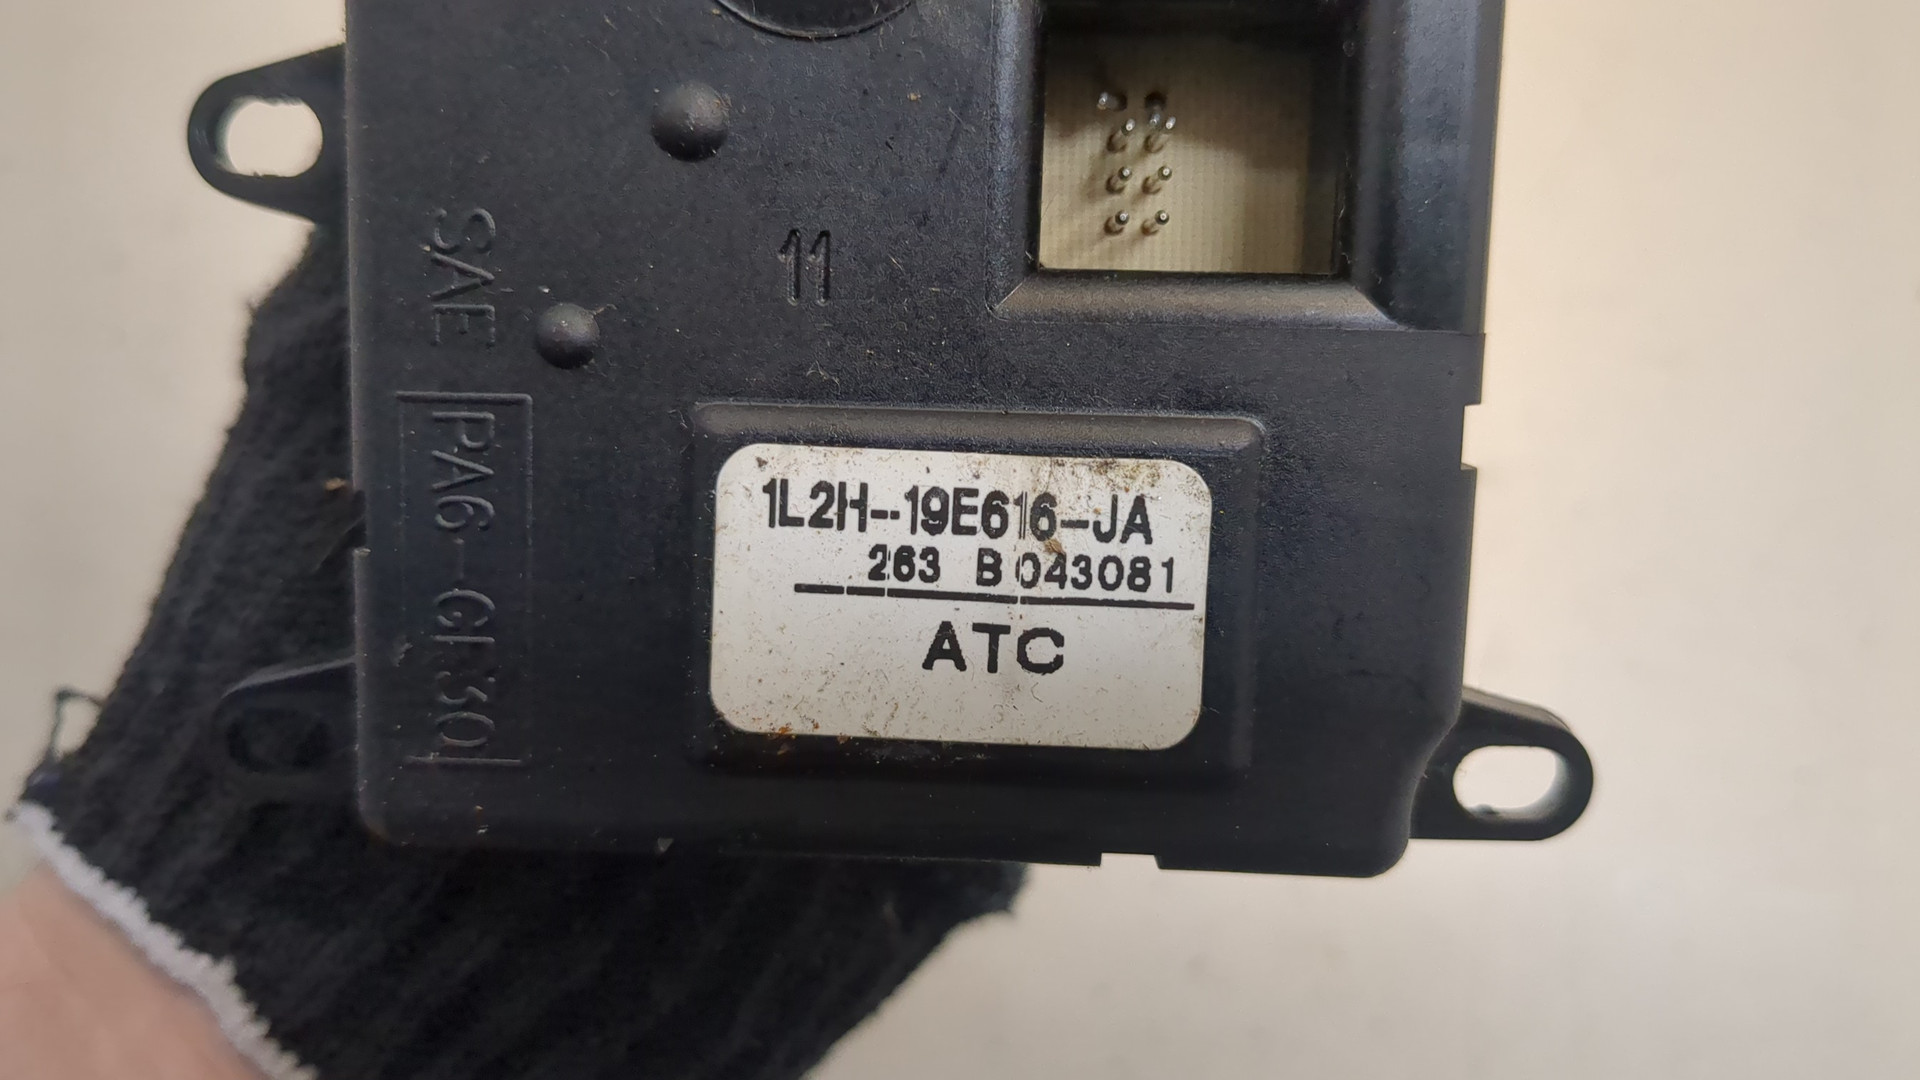 11
SAE
PA6-GF30
1L2H-19E616-JA
263 B 043081
ATC